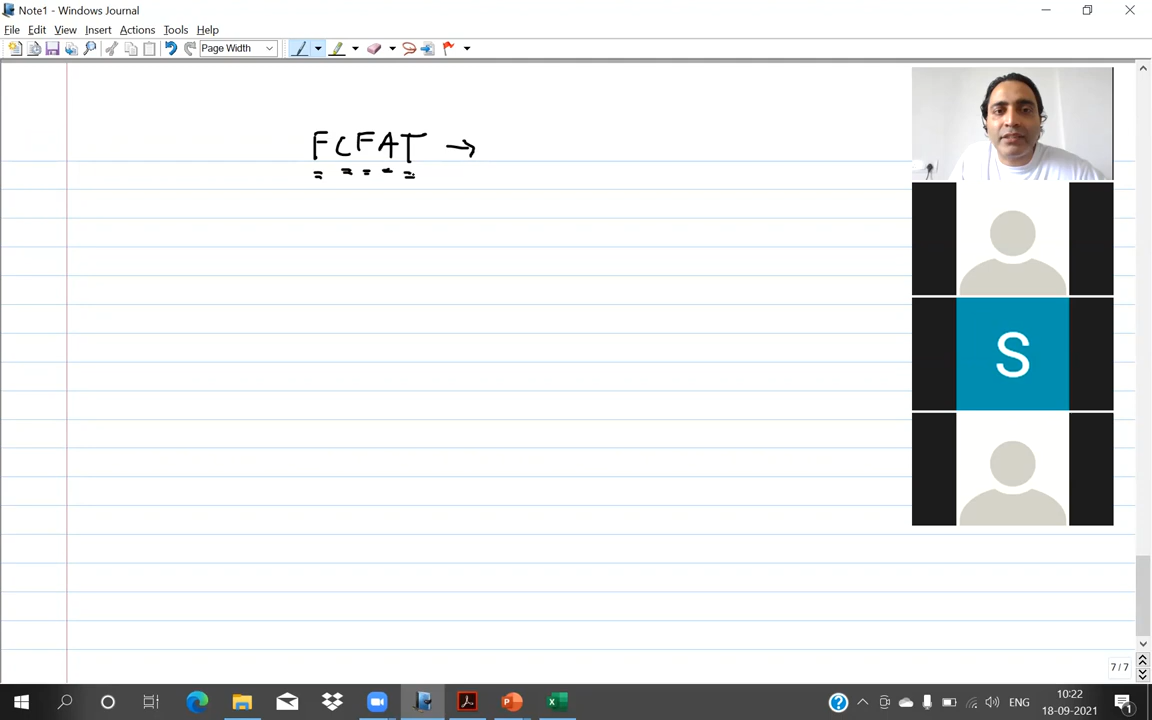 Note1 - Windows Journal
File Edit View Insert Actions Tools Help
Page Width
FCFAT →
S
7/7
ENG
10:22
18-09-2021
1